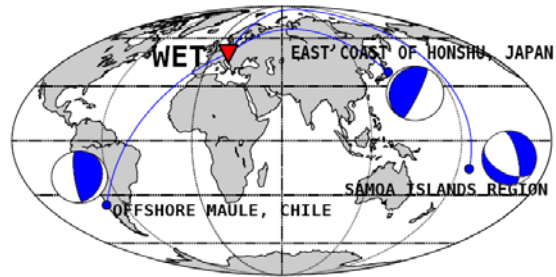 WET
EAST COAST OF HONSHU, JAPAN
SAMOA ISLANDS REGION
OFFSHORE MAULE, CHILE